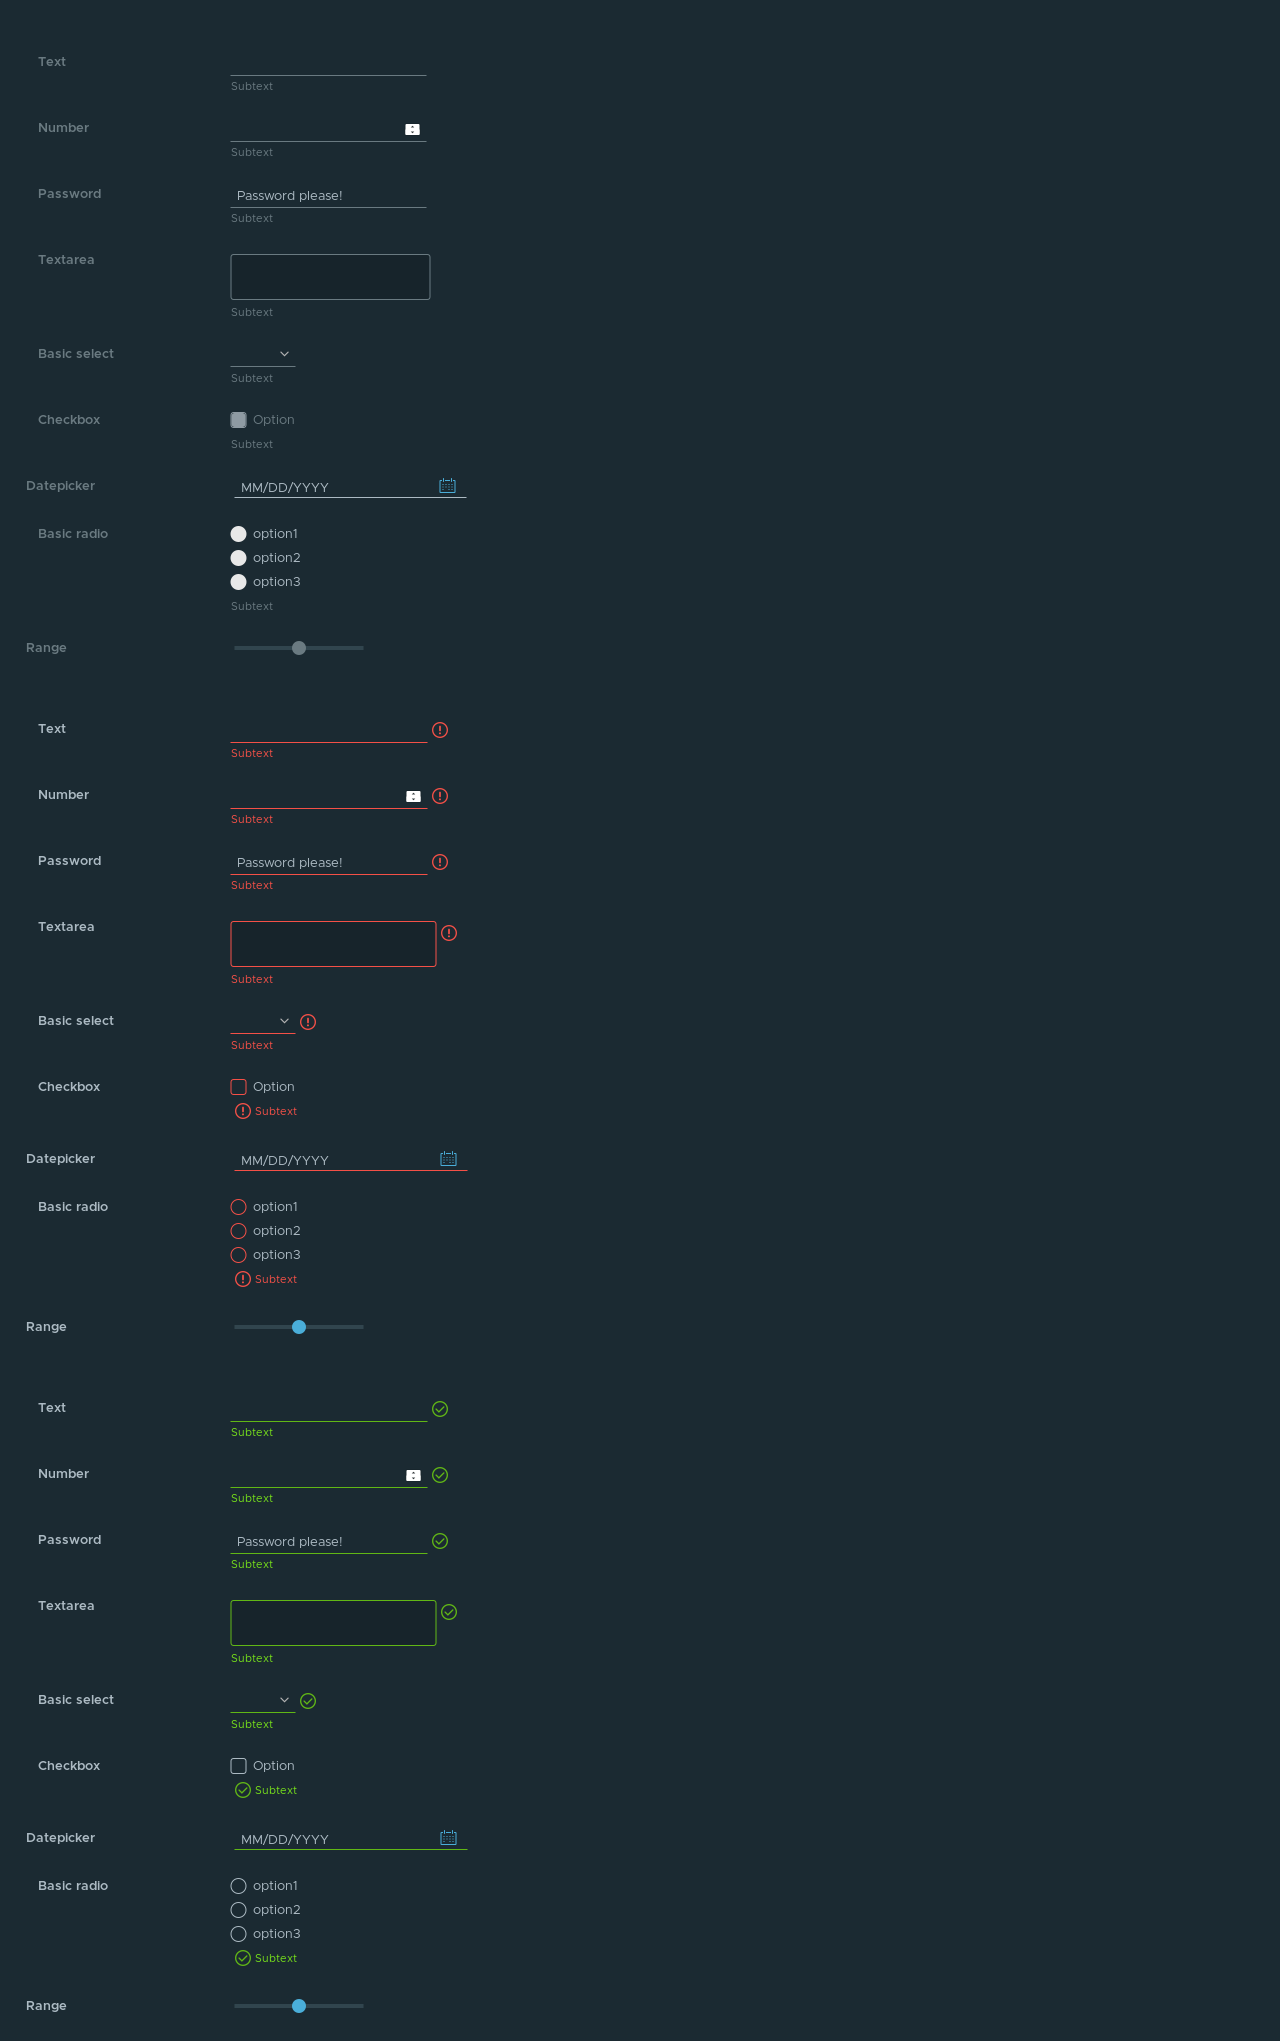 Text
Subtext
Number
Subtext
Password Password please!
Subtext
Textarea
Subtext
Basic select
Subtext
Checkbox Option
Subtext
Datepicker MM/DD/YYYY
Basic radio option1
option2
option3
Subtext
Range
Text
Subtext
Number
Subtext
Password Password please!
Subtext
Textarea
Subtext
Basic select
Subtext
Checkbox Option
Subtext
Datepicker MM/DD/YYYY
Basic radio option1
option2
option3
Subtext
Range
Text
Subtext
Number
Subtext
Password Password please!
Subtext
Textarea
Subtext
Basic select
Subtext
Checkbox Option
Subtext
Datepicker MM/DD/YYYY
Basic radio option1
option2
option3
Subtext
Range